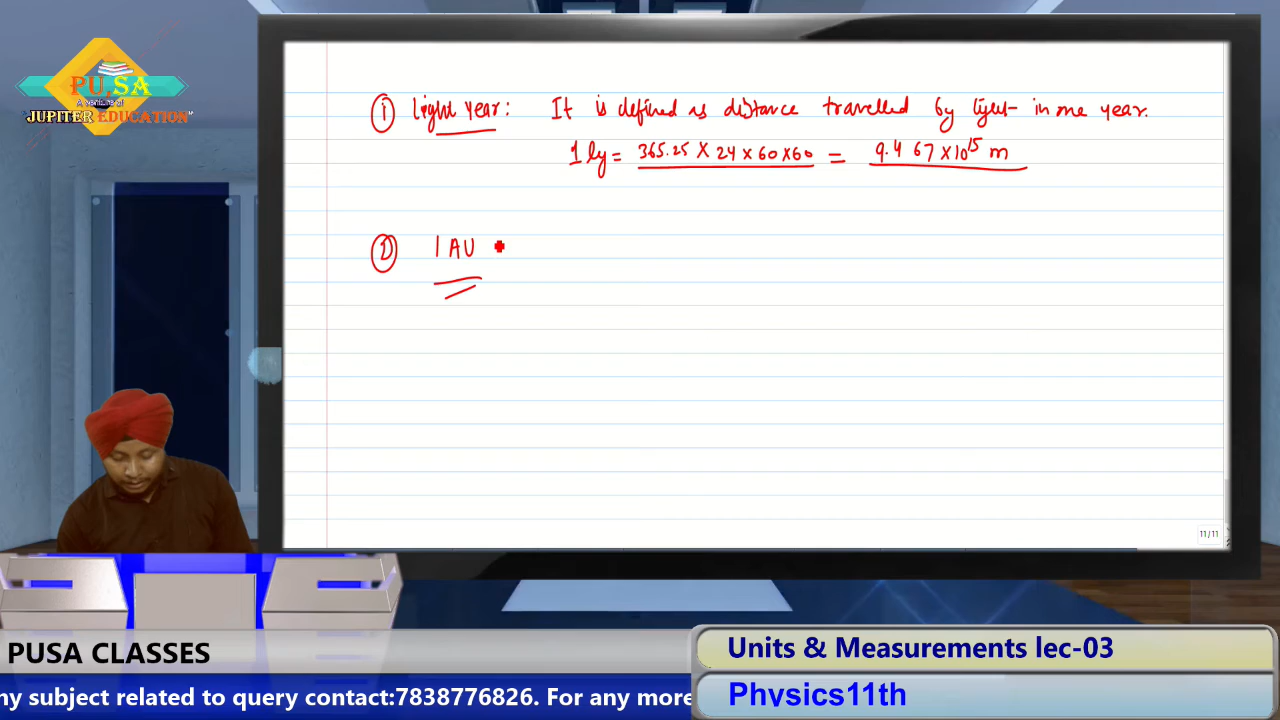 PU,SA
A venture of
"JUPITER EDUCATION"
① Light year : It is defined as distance travelled by light in one year.
1 ly = 365.25 X 24 x 60 x 60 = 9.467 x 10¹⁵ m
② 1 AU
11/11
PUSA CLASSES
Units & Measurements lec-03
ny subject related to query contact:7838776826. For any more
Physics11th